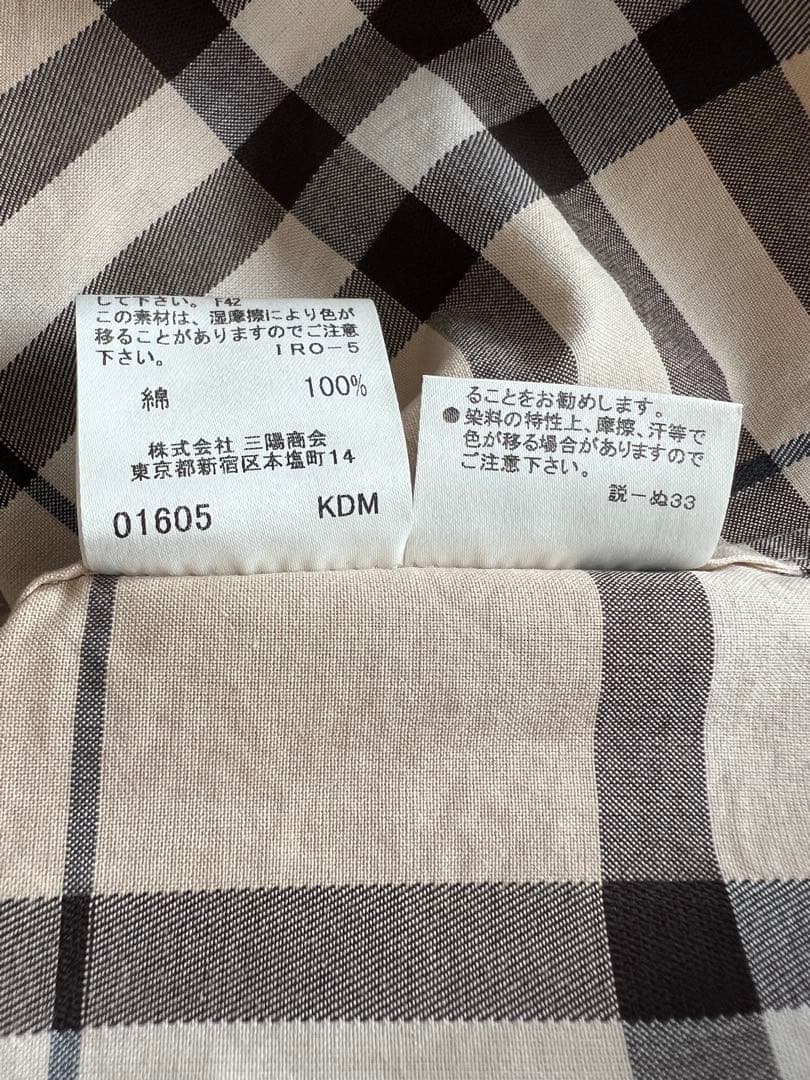 して下さい。 F42
この素材は、湿摩擦により色が
移ることがありますのでご注意
下さい。 IRO-5
綿 100%
株式会社 三陽商会
東京都新宿区本塩町14
01605 KDM
ることをお勧めします。
●染料の特性上、摩擦、汗等で
色が移る場合がありますので
ご注意下さい。
説ーぬ33